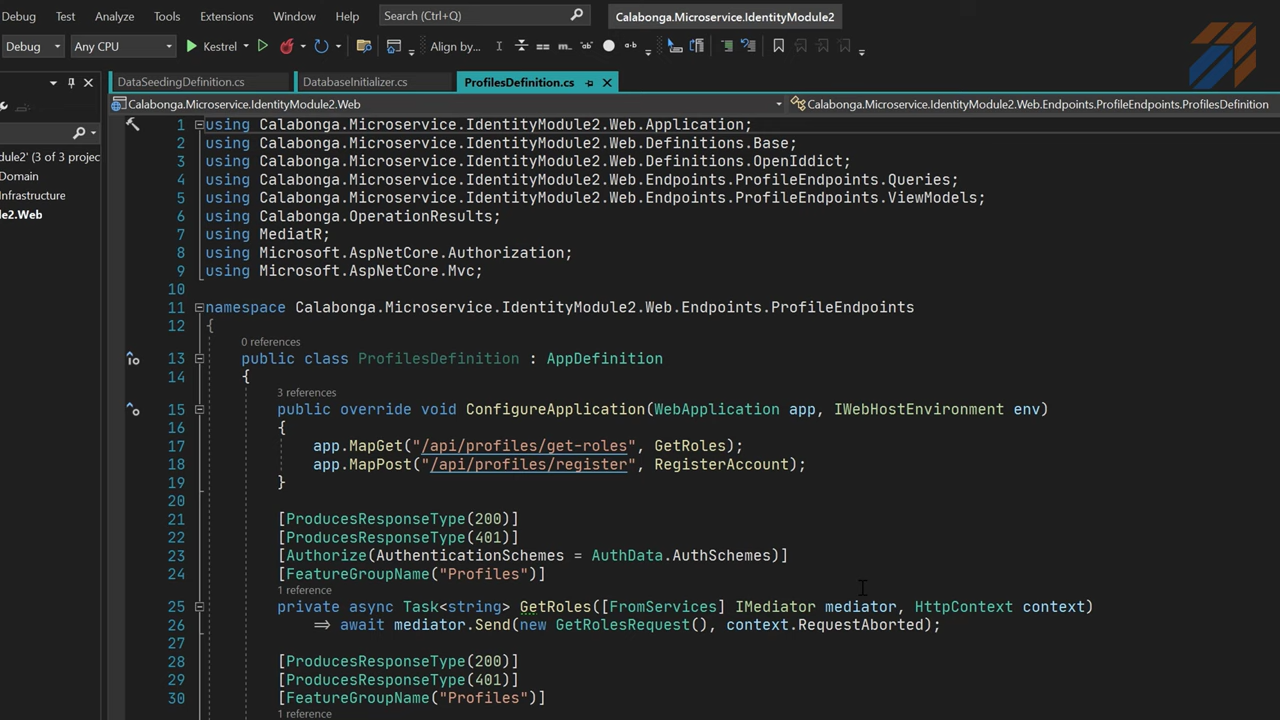 Debug Analyze Tools Extensions Window Help Search (Ctrl+Q) Calabonga.Microservice.IdentityModule2
Debug Any CPU Kestrel Align by...
DataSeedingDefinition.cs DatabaseInitializer.cs ProfilesDefinition.cs
Calabonga.Microservice.IdentityModule2.Web Calabonga.Microservice.IdentityModule2.Web.Endpoints.ProfileEndpoints.ProfilesDefinition
dule2' (3 of 3 projec
Domain
Infrastructure
le2.Web
1 using Calabonga.Microservice.IdentityModule2.Web.Application;
2 using Calabonga.Microservice.IdentityModule2.Web.Definitions.Base;
3 using Calabonga.Microservice.IdentityModule2.Web.Definitions.OpenIddict;
4 using Calabonga.Microservice.IdentityModule2.Web.Endpoints.ProfileEndpoints.Queries;
5 using Calabonga.Microservice.IdentityModule2.Web.Endpoints.ProfileEndpoints.ViewModels;
6 using Calabonga.OperationResults;
7 using MediatR;
8 using Microsoft.AspNetCore.Authorization;
9 using Microsoft.AspNetCore.Mvc;
10
11 namespace Calabonga.Microservice.IdentityModule2.Web.Endpoints.ProfileEndpoints
12 {
0 references
13 public class ProfilesDefinition : AppDefinition
14 {
3 references
15 public override void ConfigureApplication(WebApplication app, IWebHostEnvironment env)
16 {
17 app.MapGet("/api/profiles/get-roles", GetRoles);
18 app.MapPost("/api/profiles/register", RegisterAccount);
19 }
20
21 [ProducesResponseType(200)]
22 [ProducesResponseType(401)]
23 [Authorize(AuthenticationSchemes = AuthData.AuthSchemes)]
24 [FeatureGroupName("Profiles")]
1 reference
25 private async Task<string> GetRoles([FromServices] IMediator mediator, HttpContext context)
26 => await mediator.Send(new GetRolesRequest(), context.RequestAborted);
27
28 [ProducesResponseType(200)]
29 [ProducesResponseType(401)]
30 [FeatureGroupName("Profiles")]
1 reference